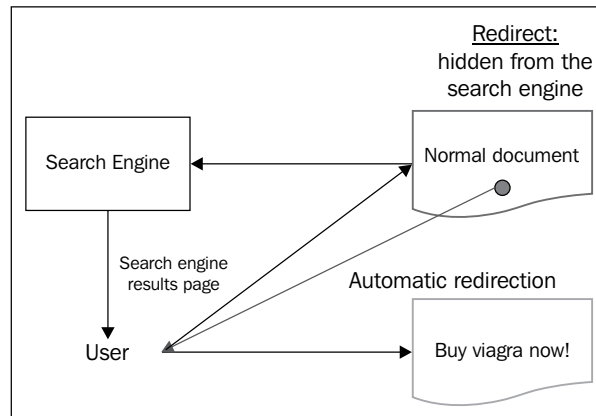 Redirect:
hidden from the
search engine
Search Engine
Normal document
Search engine
results page
Automatic redirection
User
Buy viagra now!